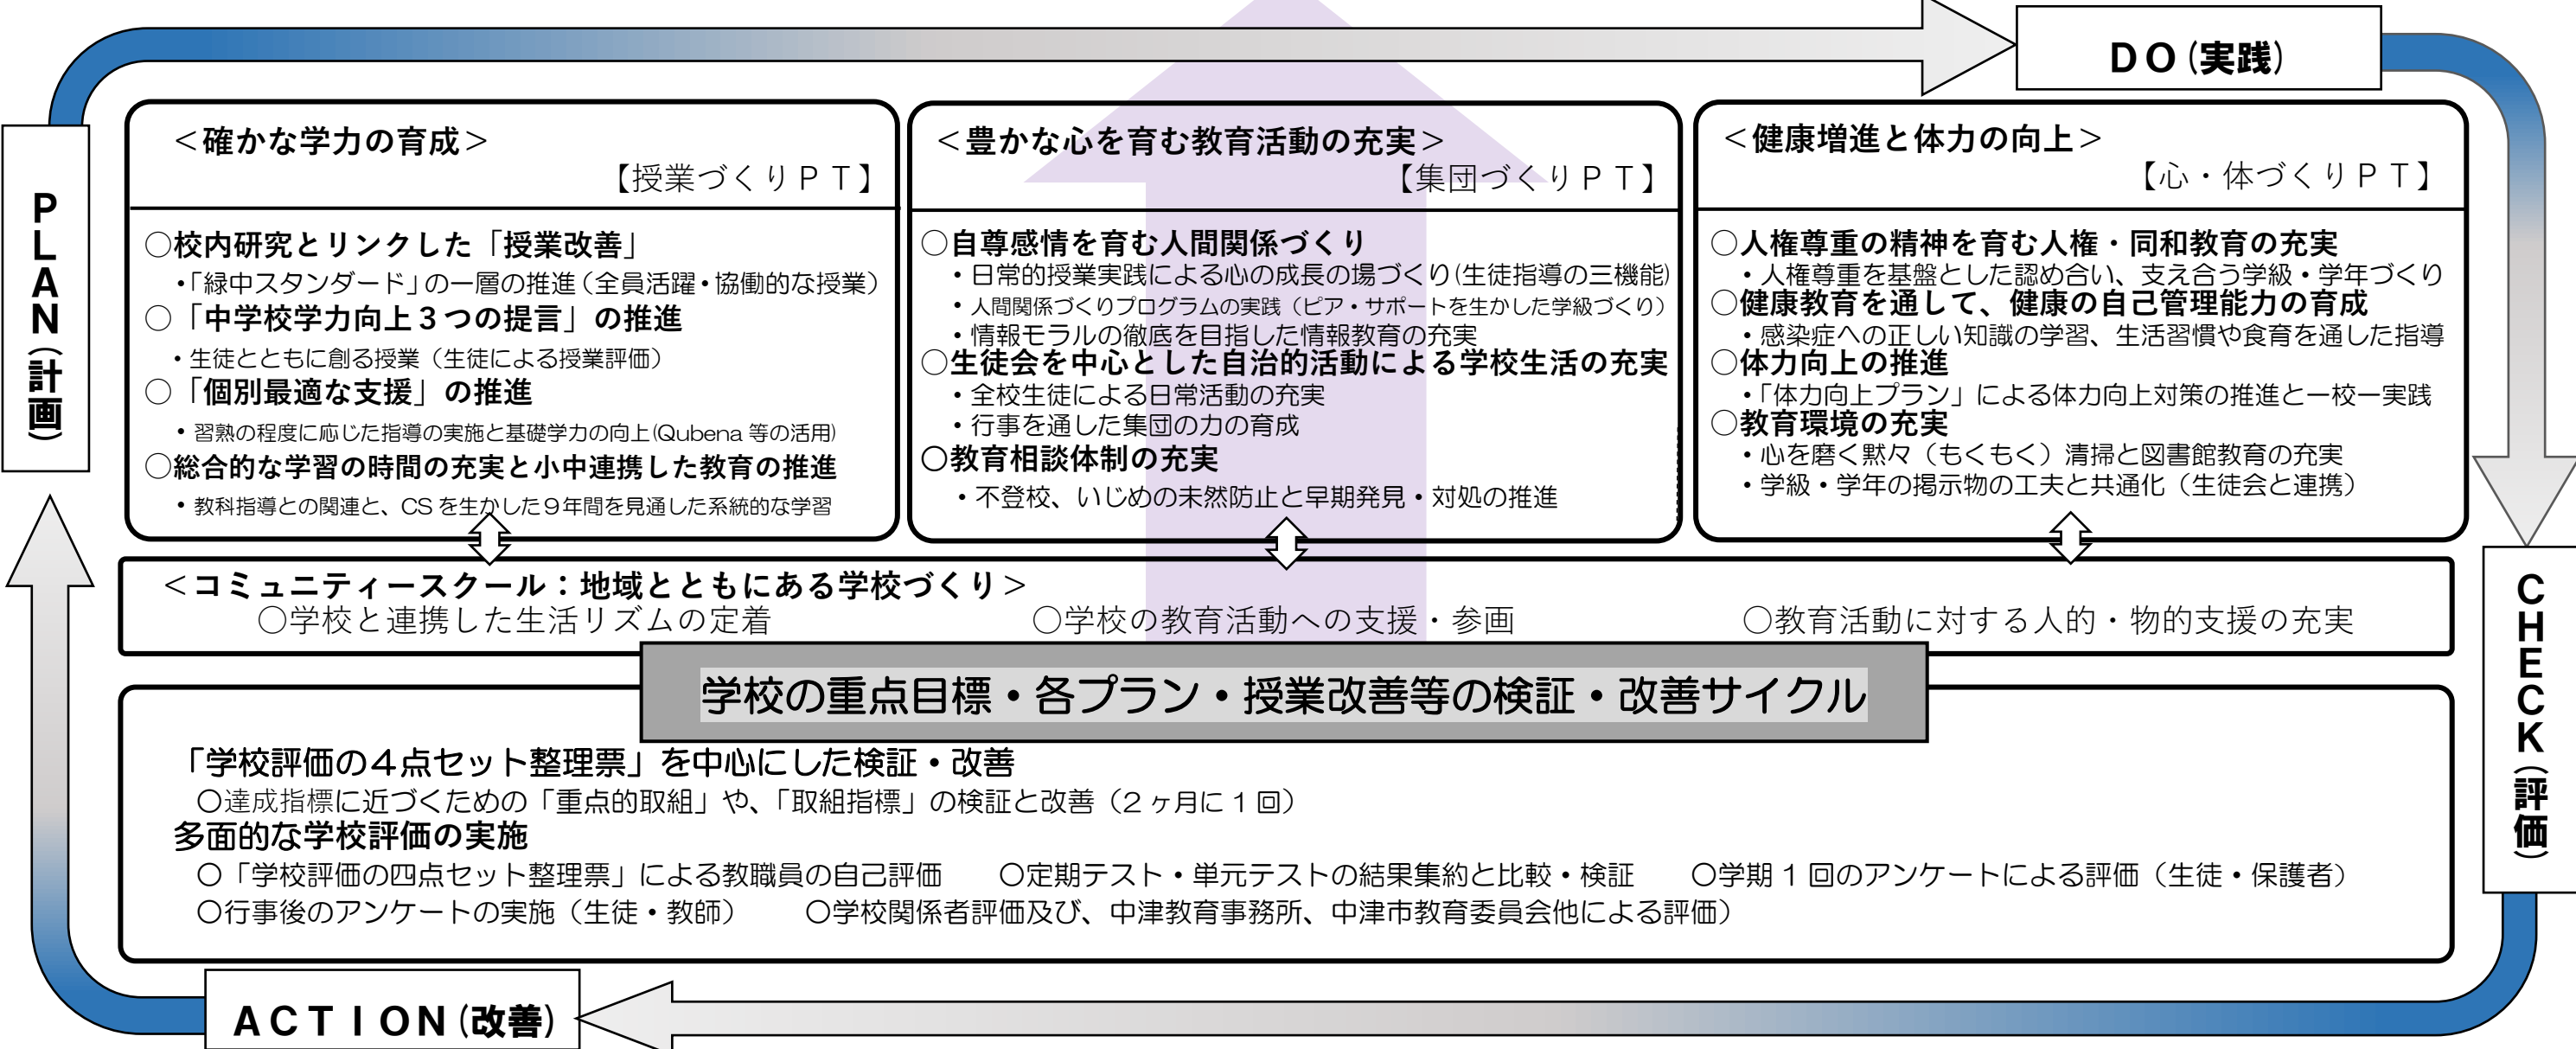 DO(実践)
PLAN(計画)
＜確かな学力の育成＞
【授業づくりＰＴ】
○校内研究とリンクした「授業改善」
・「緑中スタンダード」の一層の推進（全員活躍・協働的な授業）
○「中学校学力向上３つの提言」の推進
・生徒とともに創る授業（生徒による授業評価）
○「個別最適な支援」の推進
・習熟の程度に応じた指導の実施と基礎学力の向上(Qubena 等の活用)
○総合的な学習の時間の充実と小中連携した教育の推進
・教科指導との関連と、CS を生かした９年間を見通した系統的な学習
＜豊かな心を育む教育活動の充実＞
【集団づくりＰＴ】
○自尊感情を育む人間関係づくり
・日常的授業実践による心の成長の場づくり(生徒指導の三機能)
・人間関係づくりプログラムの実践（ピア・サポートを生かした学級づくり）
・情報モラルの徹底を目指した情報教育の充実
○生徒会を中心とした自治的活動による学校生活の充実
・全校生徒による日常活動の充実
・行事を通した集団の力の育成
○教育相談体制の充実
・不登校、いじめの未然防止と早期発見・対処の推進
＜健康増進と体力の向上＞
【心・体づくりＰＴ】
○人権尊重の精神を育む人権・同和教育の充実
・人権尊重を基盤とした認め合い、支え合う学級・学年づくり
○健康教育を通して、健康の自己管理能力の育成
・感染症への正しい知識の学習、生活習慣や食育を通した指導
○体力向上の推進
・「体力向上プラン」による体力向上対策の推進と一校一実践
○教育環境の充実
・心を磨く黙々（もくもく）清掃と図書館教育の充実
・学級・学年の掲示物の工夫と共通化（生徒会と連携）
＜コミュニティースクール：地域とともにある学校づくり＞
○学校と連携した生活リズムの定着　○学校の教育活動への支援・参画　○教育活動に対する人的・物的支援の充実
CHECK(評価)
学校の重点目標・各プラン・授業改善等の検証・改善サイクル
「学校評価の４点セット整理票」を中心にした検証・改善
○達成指標に近づくための「重点的取組」や、「取組指標」の検証と改善（２ヶ月に１回）
多面的な学校評価の実施
○「学校評価の四点セット整理票」による教職員の自己評価　○定期テスト・単元テストの結果集約と比較・検証　○学期１回のアンケートによる評価（生徒・保護者）
○行事後のアンケートの実施（生徒・教師）　○学校関係者評価及び、中津教育事務所、中津市教育委員会他による評価）
ACTION(改善)